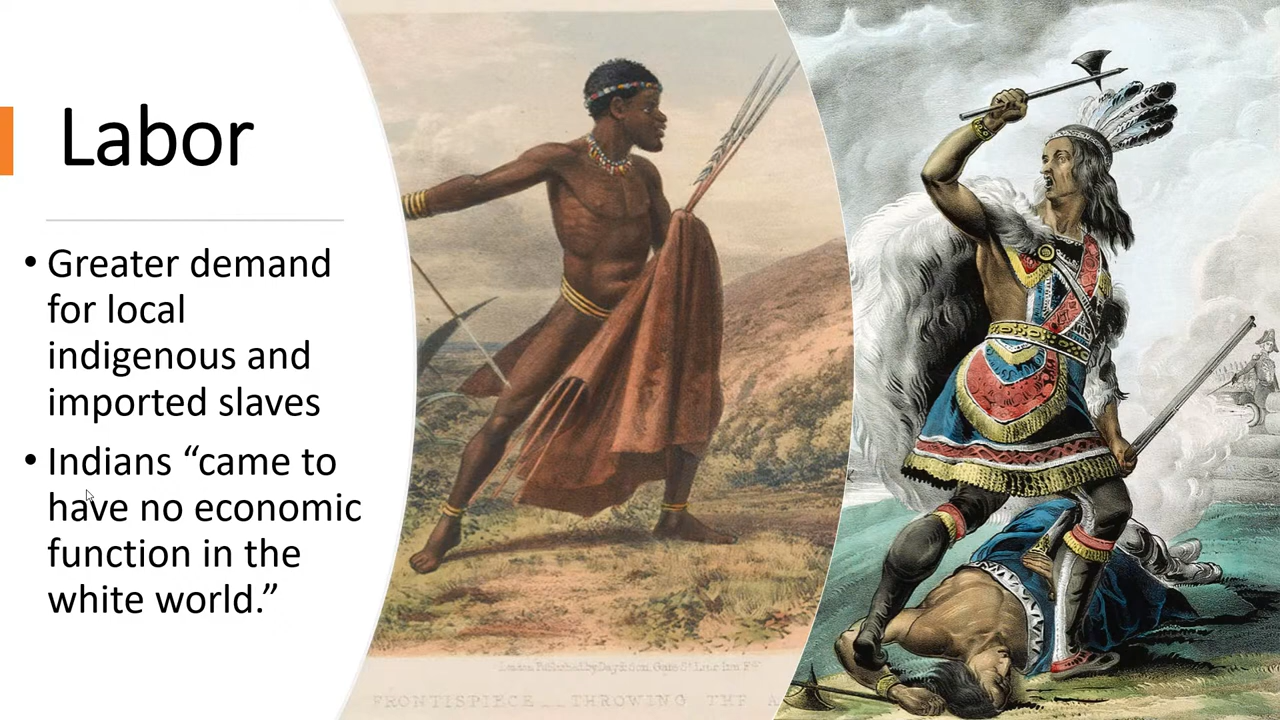 Labor
• Greater demand
for local
indigenous and
imported slaves
• Indians “came to
have no economic
function in the
white world.”
FRONTISPIECE _ THROWING THE A